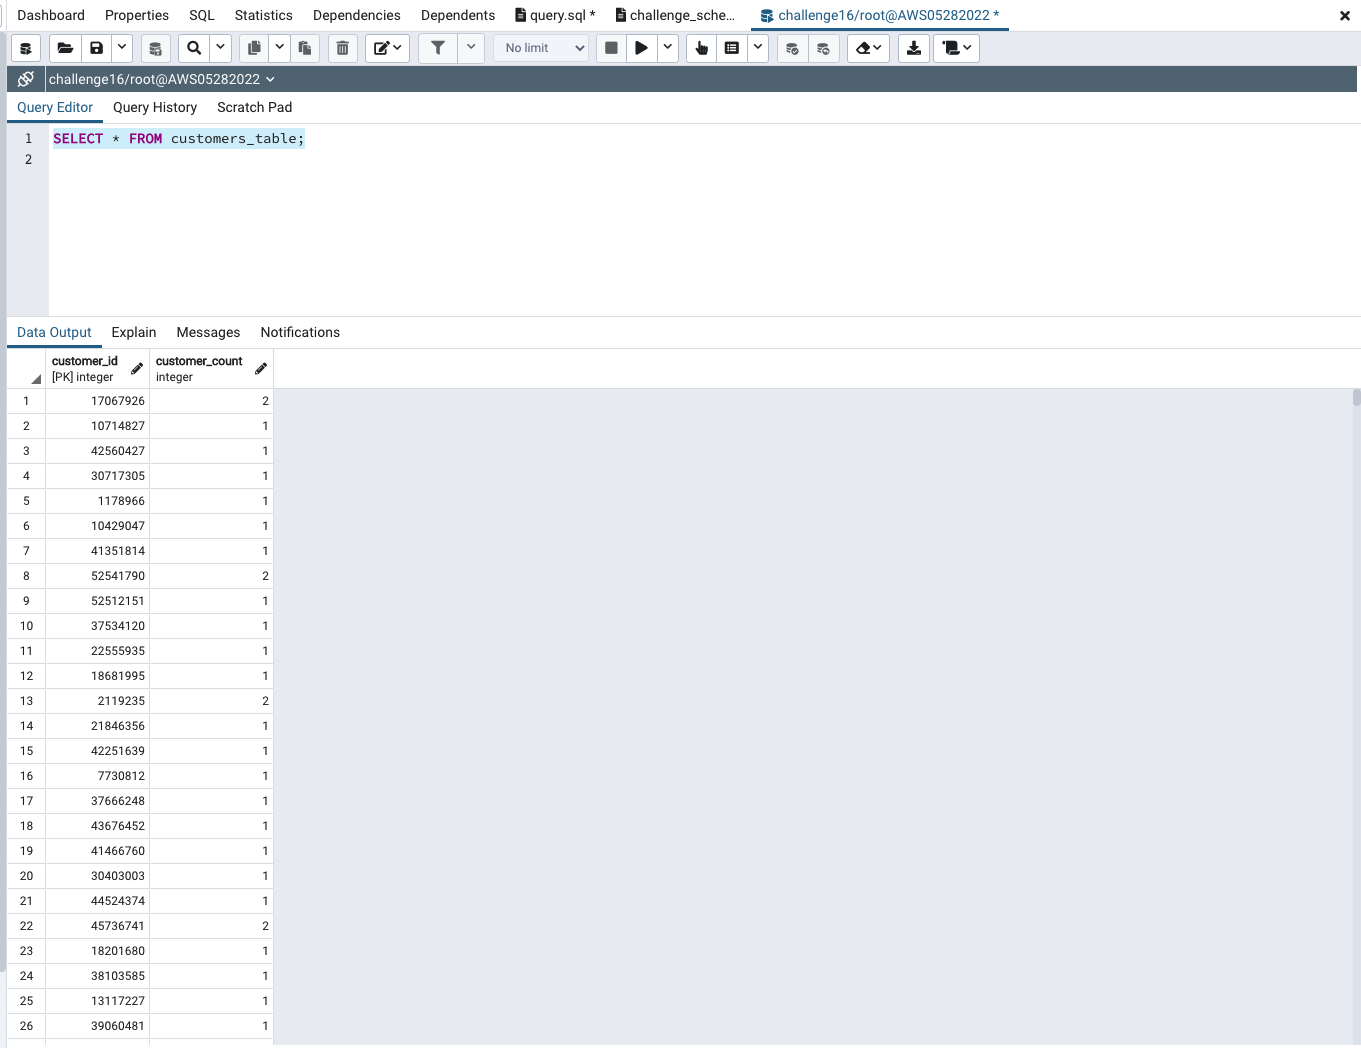 Dashboard Properties SQL Statistics Dependencies Dependents query.sql * challenge_sche... challenge16/root@AWS05282022 *
No limit
challenge16/root@AWS05282022
Query Editor Query History Scratch Pad
1 SELECT * FROM customers_table;
2
Data Output Explain Messages Notifications
customer_id customer_count
[PK] integer integer
1 17067926 2
2 10714827 1
3 42560427 1
4 30717305 1
5 1178966 1
6 10429047 1
7 41351814 1
8 52541790 2
9 52512151 1
10 37534120 1
11 22555935 1
12 18681995 1
13 2119235 2
14 21846356 1
15 42251639 1
16 7730812 1
17 37666248 1
18 43676452 1
19 41466760 1
20 30403003 1
21 44524374 1
22 45736741 2
23 18201680 1
24 38103585 1
25 13117227 1
26 39060481 1